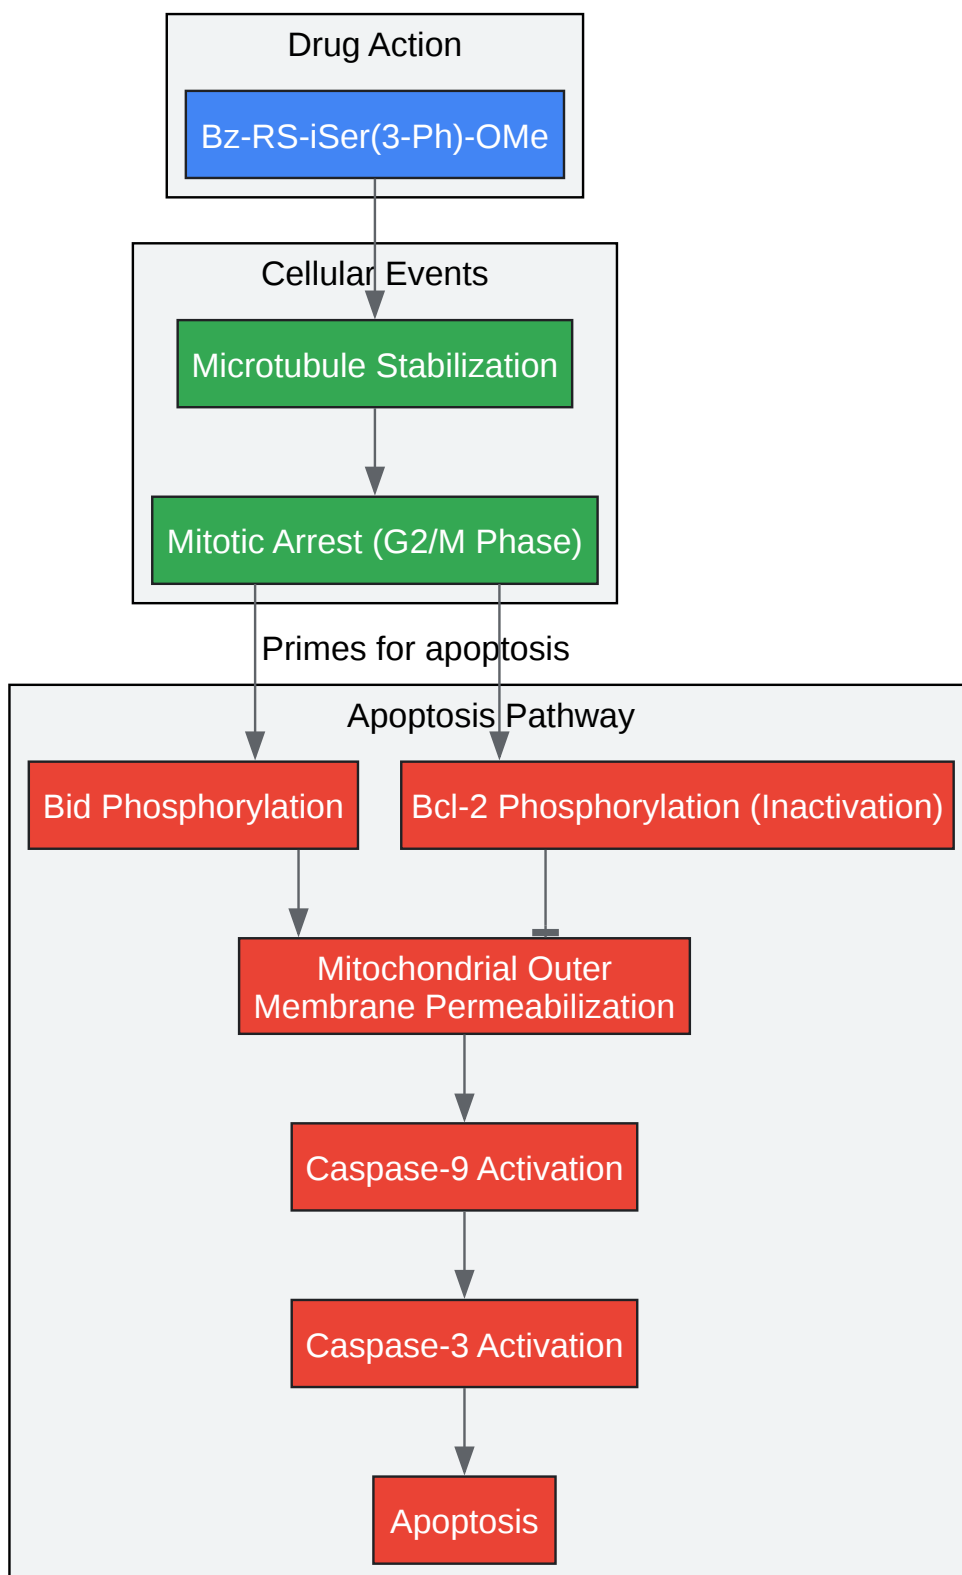 Drug Action
Bz-RS-iSer(3-Ph)-OMe
Cellular Events
Microtubule Stabilization
Mitotic Arrest (G2/M Phase)
Primes for apoptosis
Apoptosis Pathway
Bid Phosphorylation
Bcl-2 Phosphorylation (Inactivation)
Mitochondrial Outer
Membrane Permeabilization
Caspase-9 Activation
Caspase-3 Activation
Apoptosis